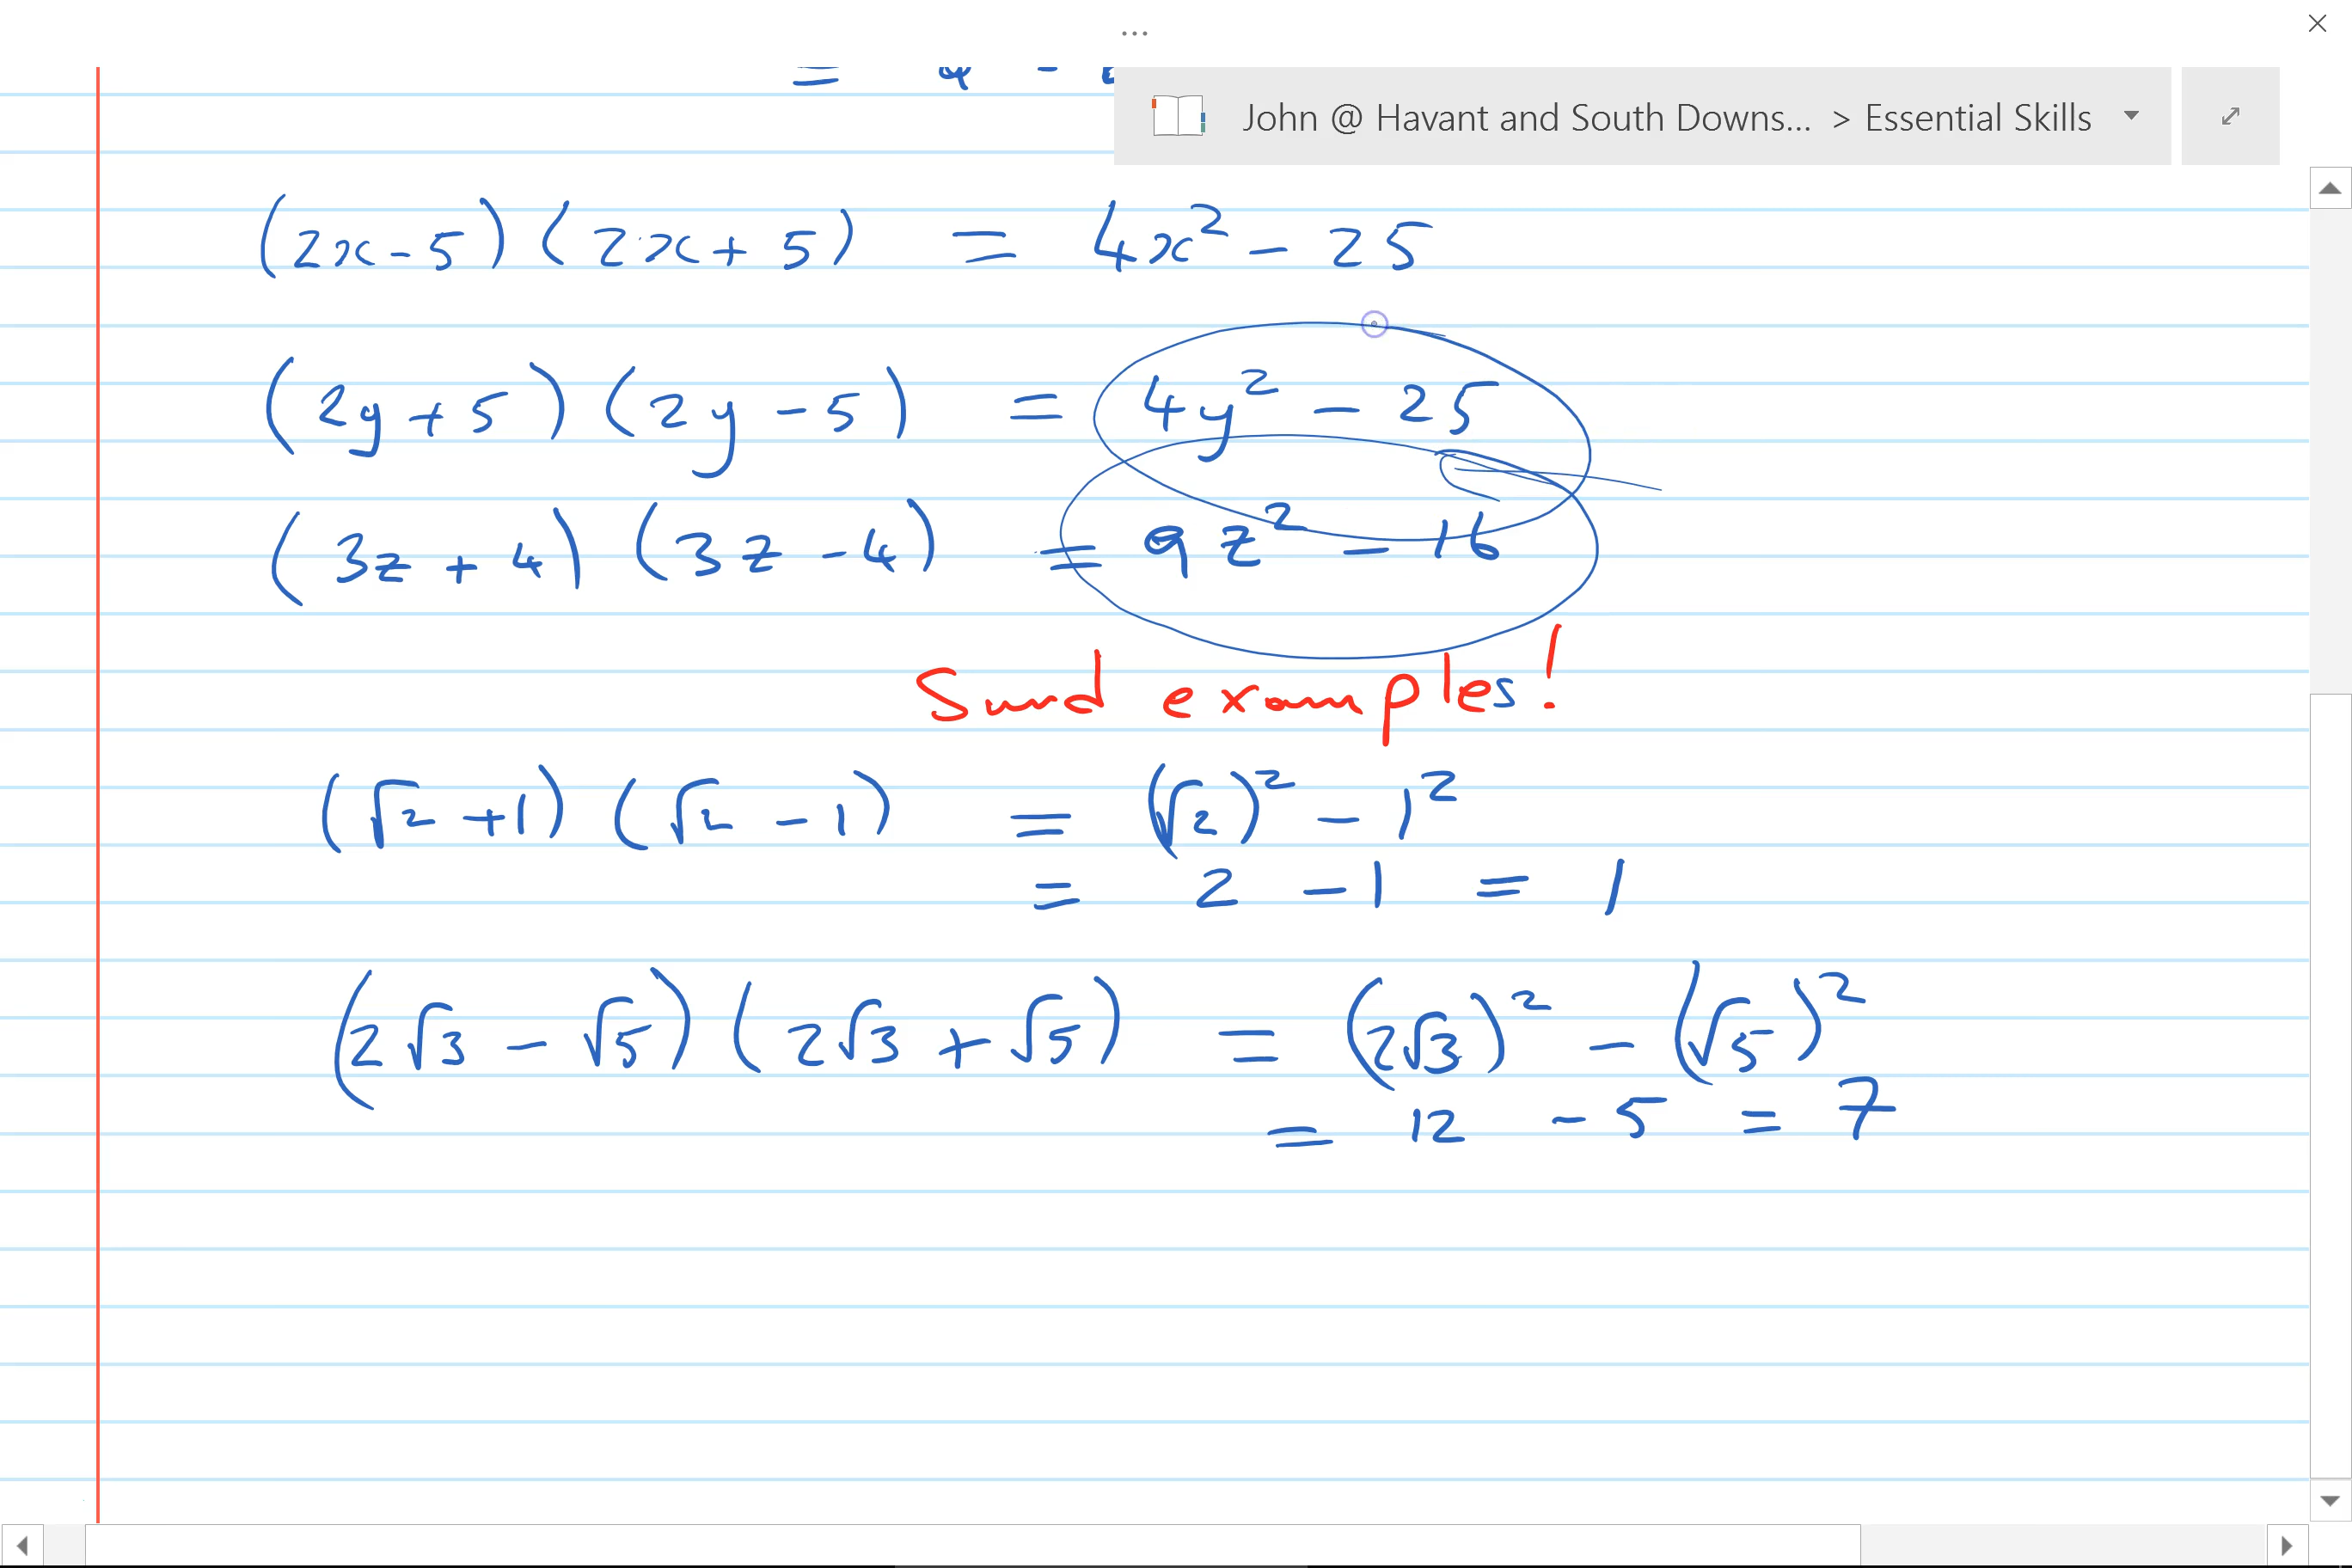 John @ Havant and South Downs... > Essential Skills
(2x - 5)(2x + 5) = 4x² - 25
(2y + 5)(2y - 5) = 4y² - 25
(3z + 4)(3z - 4) = 9z² - 16
Surd examples!
(√2 + 1)(√2 - 1) = (√2)² - 1²
= 2 - 1 = 1
(2√3 - √5)(2√3 + √5) = (2√3)² - (√5)²
= 12 - 5 = 7